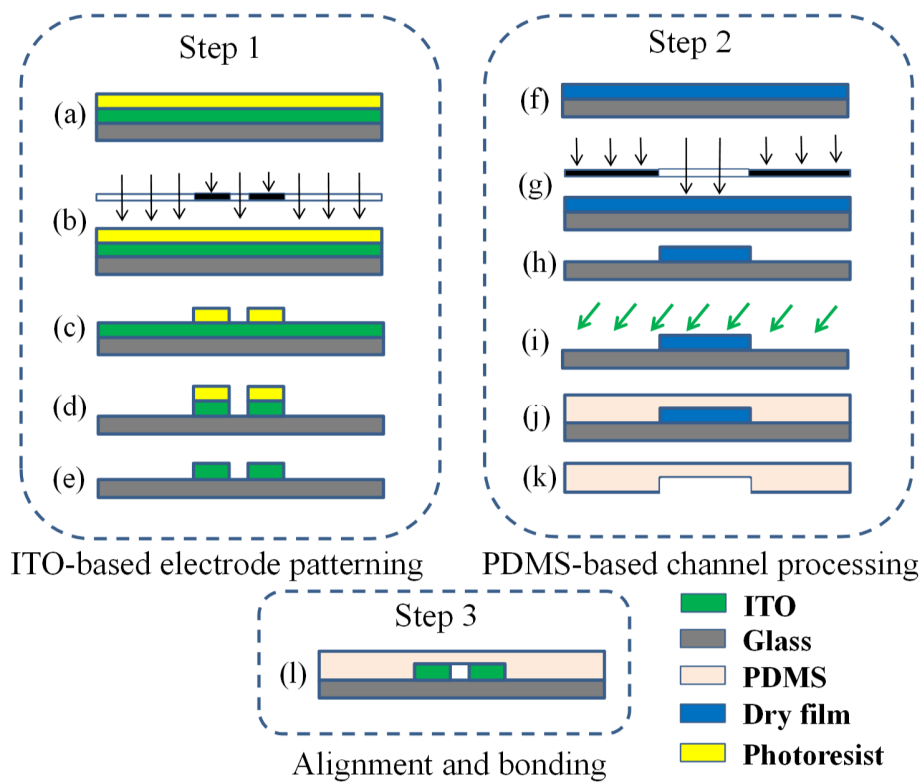 Step 1
(a)
(b)
(c)
(d)
(e)
ITO-based electrode patterning
Step 2
(f)
(g)
(h)
(i)
(j)
(k)
PDMS-based channel processing
Step 3
(l)
Alignment and bonding
ITO
Glass
PDMS
Dry film
Photoresist